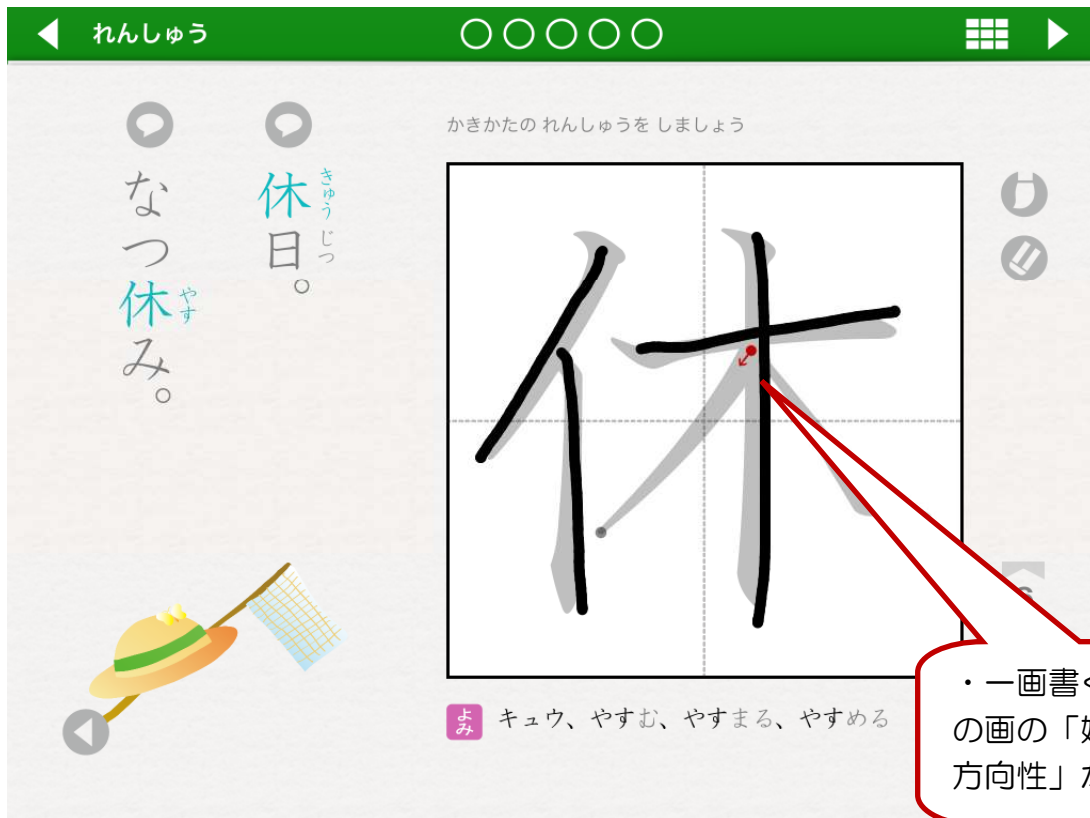 れんしゅう
かきかたの れんしゅうを しましょう
休日。
きゅう じつ
なつ休み。
やす
休
よみ キュウ、やすむ、やすまる、やすめる
・一画書
の画の「
方向性」